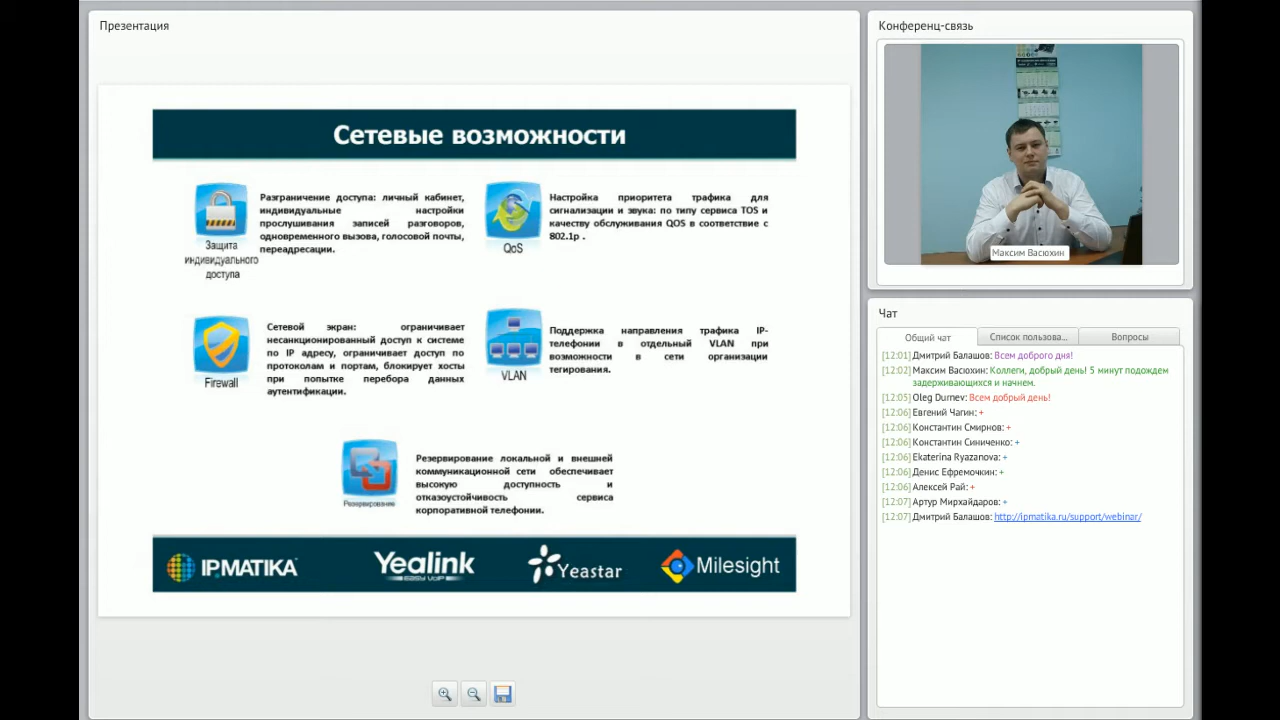 Презентация
Сетевые возможности
Защита
индивидуального
доступа
Разграничение доступа: личный кабинет,
индивидуальные настройки
прослушивания записей разговоров,
одновременного вызова, голосовой почты,
переадресации.
QoS
Настройка приоритета трафика для
сигнализации и звука: по типу сервиса TOS и
качеству обслуживания QOS в соответствие с
802.1p .
Firewall
Сетевой экран: ограничивает
несанкционированный доступ к системе
по IP адресу, ограничивает доступ по
протоколам и портам, блокирует хосты
при попытке перебора данных
аутентификации.
VLAN
Поддержка направления трафика IP-
телефонии в отдельный VLAN при
возможности в сети организации
тегирования.
Резервирование
Резервирование локальной и внешней
коммуникационной сети обеспечивает
высокую доступность и
отказоустойчивость сервиса
корпоративной телефонии.
IPMATIKA
Yealink
EASY VoIP
Yeastar
Milesight
Конференц-связь
Максим Васюхин
Чат
Общий чат
Список пользова...
Вопросы
[12:01] Дмитрий Балашов: Всем доброго дня!
[12:02] Максим Васюхин: Коллеги, добрый день! 5 минут подождем
задерживающихся и начнем.
[12:05] Oleg Durnev: Всем добрый день!
[12:06] Евгений Чагин: +
[12:06] Константин Смирнов: +
[12:06] Константин Синиченко: +
[12:06] Ekaterina Ryazanova: +
[12:06] Денис Ефремочкин: +
[12:06] Алексей Рай: +
[12:07] Артур Мирхайдаров: +
[12:07] Дмитрий Балашов: http://ipmatika.ru/support/webinar/